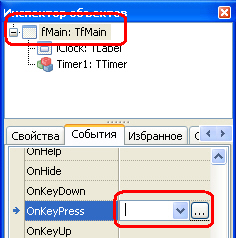 Инспектор объектов
fMain: TfMain
lClock: TLabel
Timer1: TTimer
Свойства События Избранное
OnHelp
OnHide
OnKeyDown
OnKeyPress ...
OnKeyUp